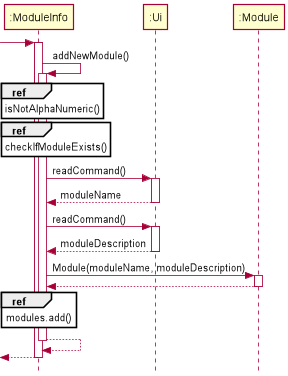 :ModuleInfo
:Ui
:Module
addNewModule()
ref
isNotAlphaNumeric()
ref
checkIfModuleExists()
readCommand()
moduleName
readCommand()
moduleDescription
Module(moduleName, moduleDescription)
ref
modules.add()